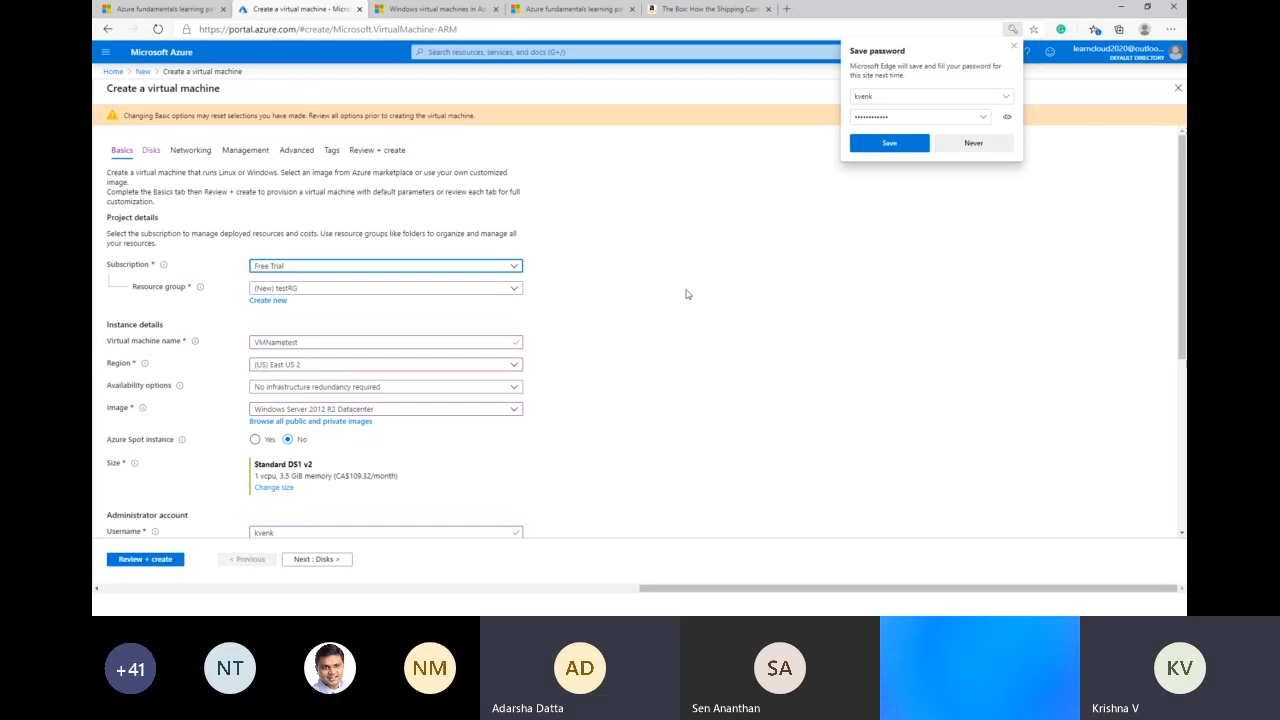 Azure fundamentals learning pat
Create a virtual machine - Micros
Windows virtual machines in Az
Azure fundamentals learning pat
The Box: How the Shipping Con
https://portal.azure.com/#create/Microsoft.VirtualMachine-ARM
Microsoft Azure
Search resources, services, and docs (G+/)
learncloud2020@outloo...
DEFAULT DIRECTORY
Home > New > Create a virtual machine
Create a virtual machine
Changing Basic options may reset selections you have made. Review all options prior to creating the virtual machine.
Save password
Microsoft Edge will save and fill your password for
this site next time.
kvenk
Save
Never
Basics Disks Networking Management Advanced Tags Review + create
Create a virtual machine that runs Linux or Windows. Select an image from Azure marketplace or use your own customized
image.
Complete the Basics tab then Review + create to provision a virtual machine with default parameters or review each tab for full
customization.
Project details
Select the subscription to manage deployed resources and costs. Use resource groups like folders to organize and manage all
your resources.
Subscription * Free Trial
Resource group * (New) testRG
Create new
Instance details
Virtual machine name * VMNametest
Region * (US) East US 2
Availability options No infrastructure redundancy required
Image * Windows Server 2012 R2 Datacenter
Browse all public and private images
Azure Spot instance Yes No
Size * Standard DS1 v2
1 vcpu, 3.5 GiB memory (CA$109.32/month)
Change size
Administrator account
Username * kvenk
Review + create
< Previous
Next : Disks >
+41
NT
NM
AD
SA
KV
Adarsha Datta
Sen Ananthan
Krishna V